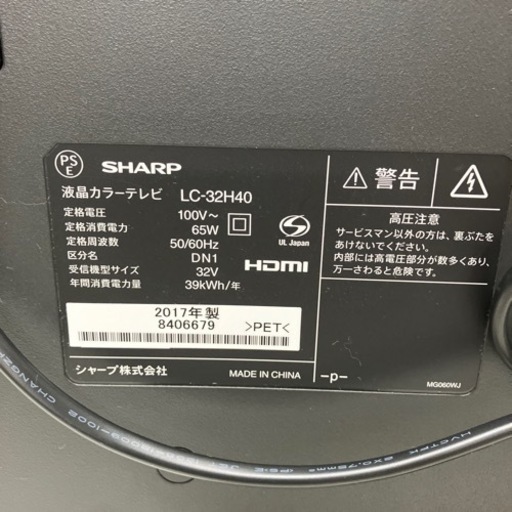 PS
E
SHARP
液晶カラーテレビ LC-32H40
定格電圧 100V~
定格消費電力 65W
定格周波数 50/60Hz
区分名 DN1
受信機型サイズ 32V
年間消費電力量 39kWh/年
S
UL Japan
HDMI
2017年製
8406679 >PET<
シャープ株式会社 MADE IN CHINA
-p-
警告
高圧注意
サービスマン以外の方は、裏ぶたを
あけないでください。
内部には高電圧部分が数多くあり、
万一さわると危険です。
MG060WJ